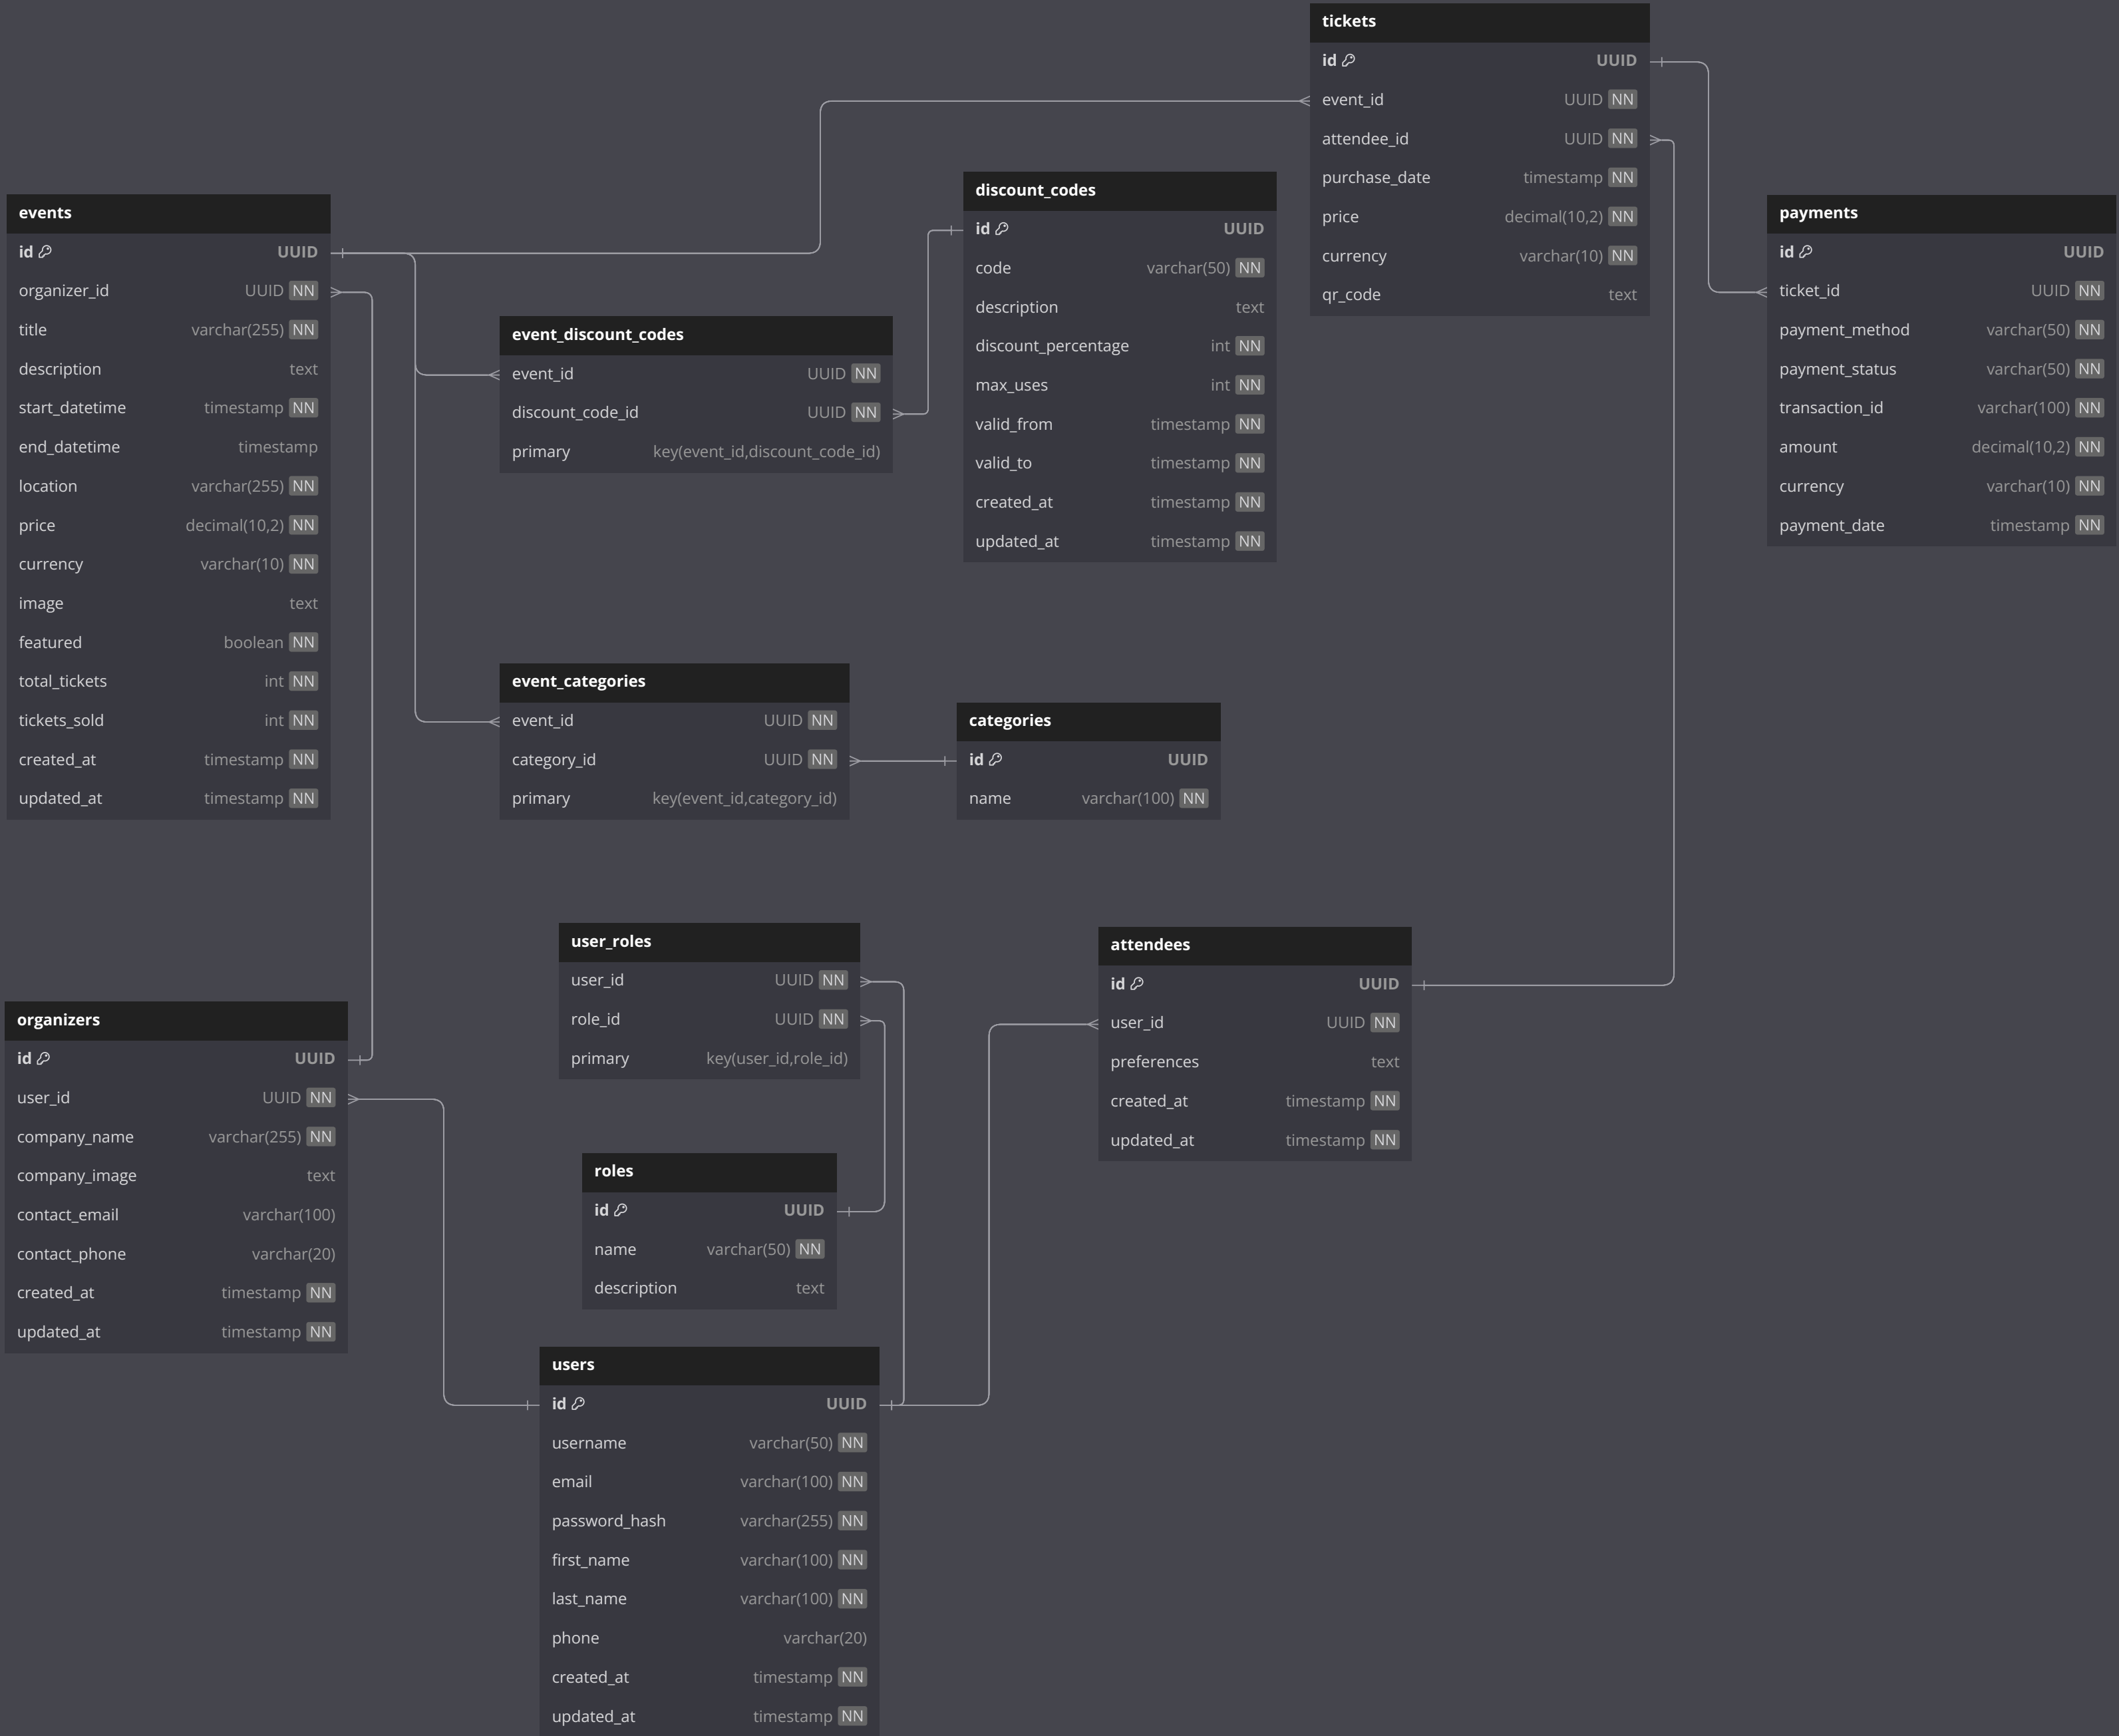 tickets
id UUID
event_id UUID NN
attendee_id UUID NN
purchase_date timestamp NN
price decimal(10,2) NN
currency varchar(10) NN
qr_code text
discount_codes
id UUID
code varchar(50) NN
description text
discount_percentage int NN
max_uses int NN
valid_from timestamp NN
valid_to timestamp NN
created_at timestamp NN
updated_at timestamp NN
events
id UUID
organizer_id UUID NN
title varchar(255) NN
description text
start_datetime timestamp NN
end_datetime timestamp
location varchar(255) NN
price decimal(10,2) NN
currency varchar(10) NN
image text
featured boolean NN
total_tickets int NN
tickets_sold int NN
created_at timestamp NN
updated_at timestamp NN
payments
id UUID
ticket_id UUID NN
payment_method varchar(50) NN
payment_status varchar(50) NN
transaction_id varchar(100) NN
amount decimal(10,2) NN
currency varchar(10) NN
payment_date timestamp NN
event_discount_codes
event_id UUID NN
discount_code_id UUID NN
primary key(event_id,discount_code_id)
event_categories
event_id UUID NN
category_id UUID NN
primary key(event_id,category_id)
categories
id UUID
name varchar(100) NN
user_roles
user_id UUID NN
role_id UUID NN
primary key(user_id,role_id)
attendees
id UUID
user_id UUID NN
preferences text
created_at timestamp NN
updated_at timestamp NN
organizers
id UUID
user_id UUID NN
company_name varchar(255) NN
company_image text
contact_email varchar(100)
contact_phone varchar(20)
created_at timestamp NN
updated_at timestamp NN
roles
id UUID
name varchar(50) NN
description text
users
id UUID
username varchar(50) NN
email varchar(100) NN
password_hash varchar(255) NN
first_name varchar(100) NN
last_name varchar(100) NN
phone varchar(20)
created_at timestamp NN
updated_at timestamp NN